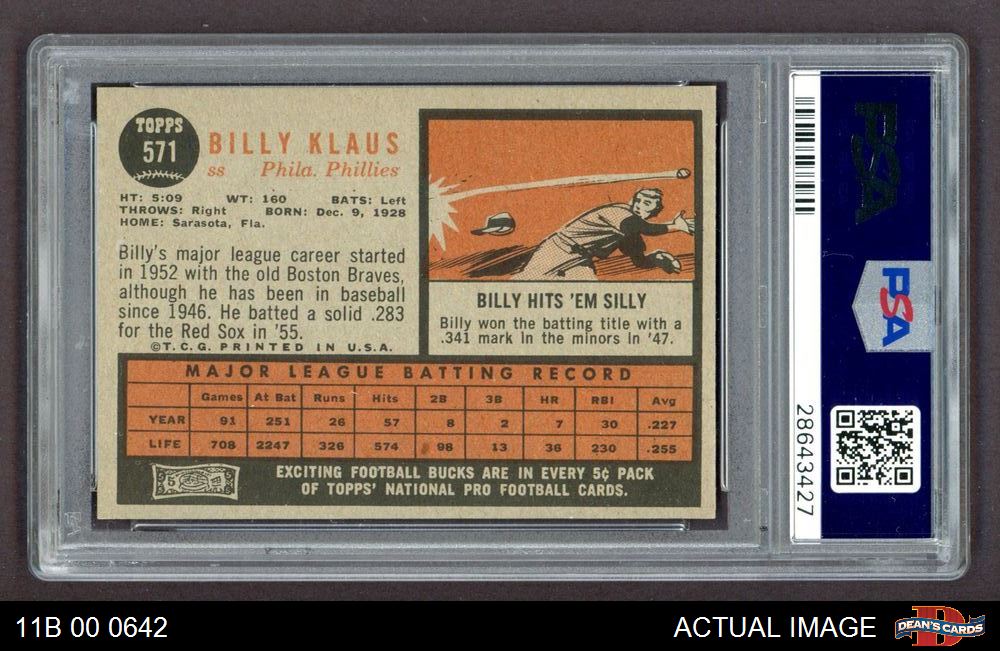 TOPPS
571
BILLY KLAUS
ss Phila. Phillies
HT: 5:09 WT: 160 BATS: Left
THROWS: Right BORN: Dec. 9, 1928
HOME: Sarasota, Fla.
Billy's major league career started
in 1952 with the old Boston Braves,
although he has been in baseball
since 1946. He batted a solid .283
for the Red Sox in '55.
©T.C.G. PRINTED IN U.S.A.
BILLY HITS 'EM SILLY
Billy won the batting title with a
.341 mark in the minors in '47.
MAJOR LEAGUE BATTING RECORD
Games At Bat Runs Hits 2B 3B HR RBI Avg
YEAR 91 251 26 57 8 2 7 30 .227
LIFE 708 2247 326 574 98 13 36 230 .255
5
EXCITING FOOTBALL BUCKS ARE IN EVERY 5¢ PACK
OF TOPPS' NATIONAL PRO FOOTBALL CARDS.
PSA
PSA
28643427
11B 00 0642
ACTUAL IMAGE
D
DEAN'S CARDS